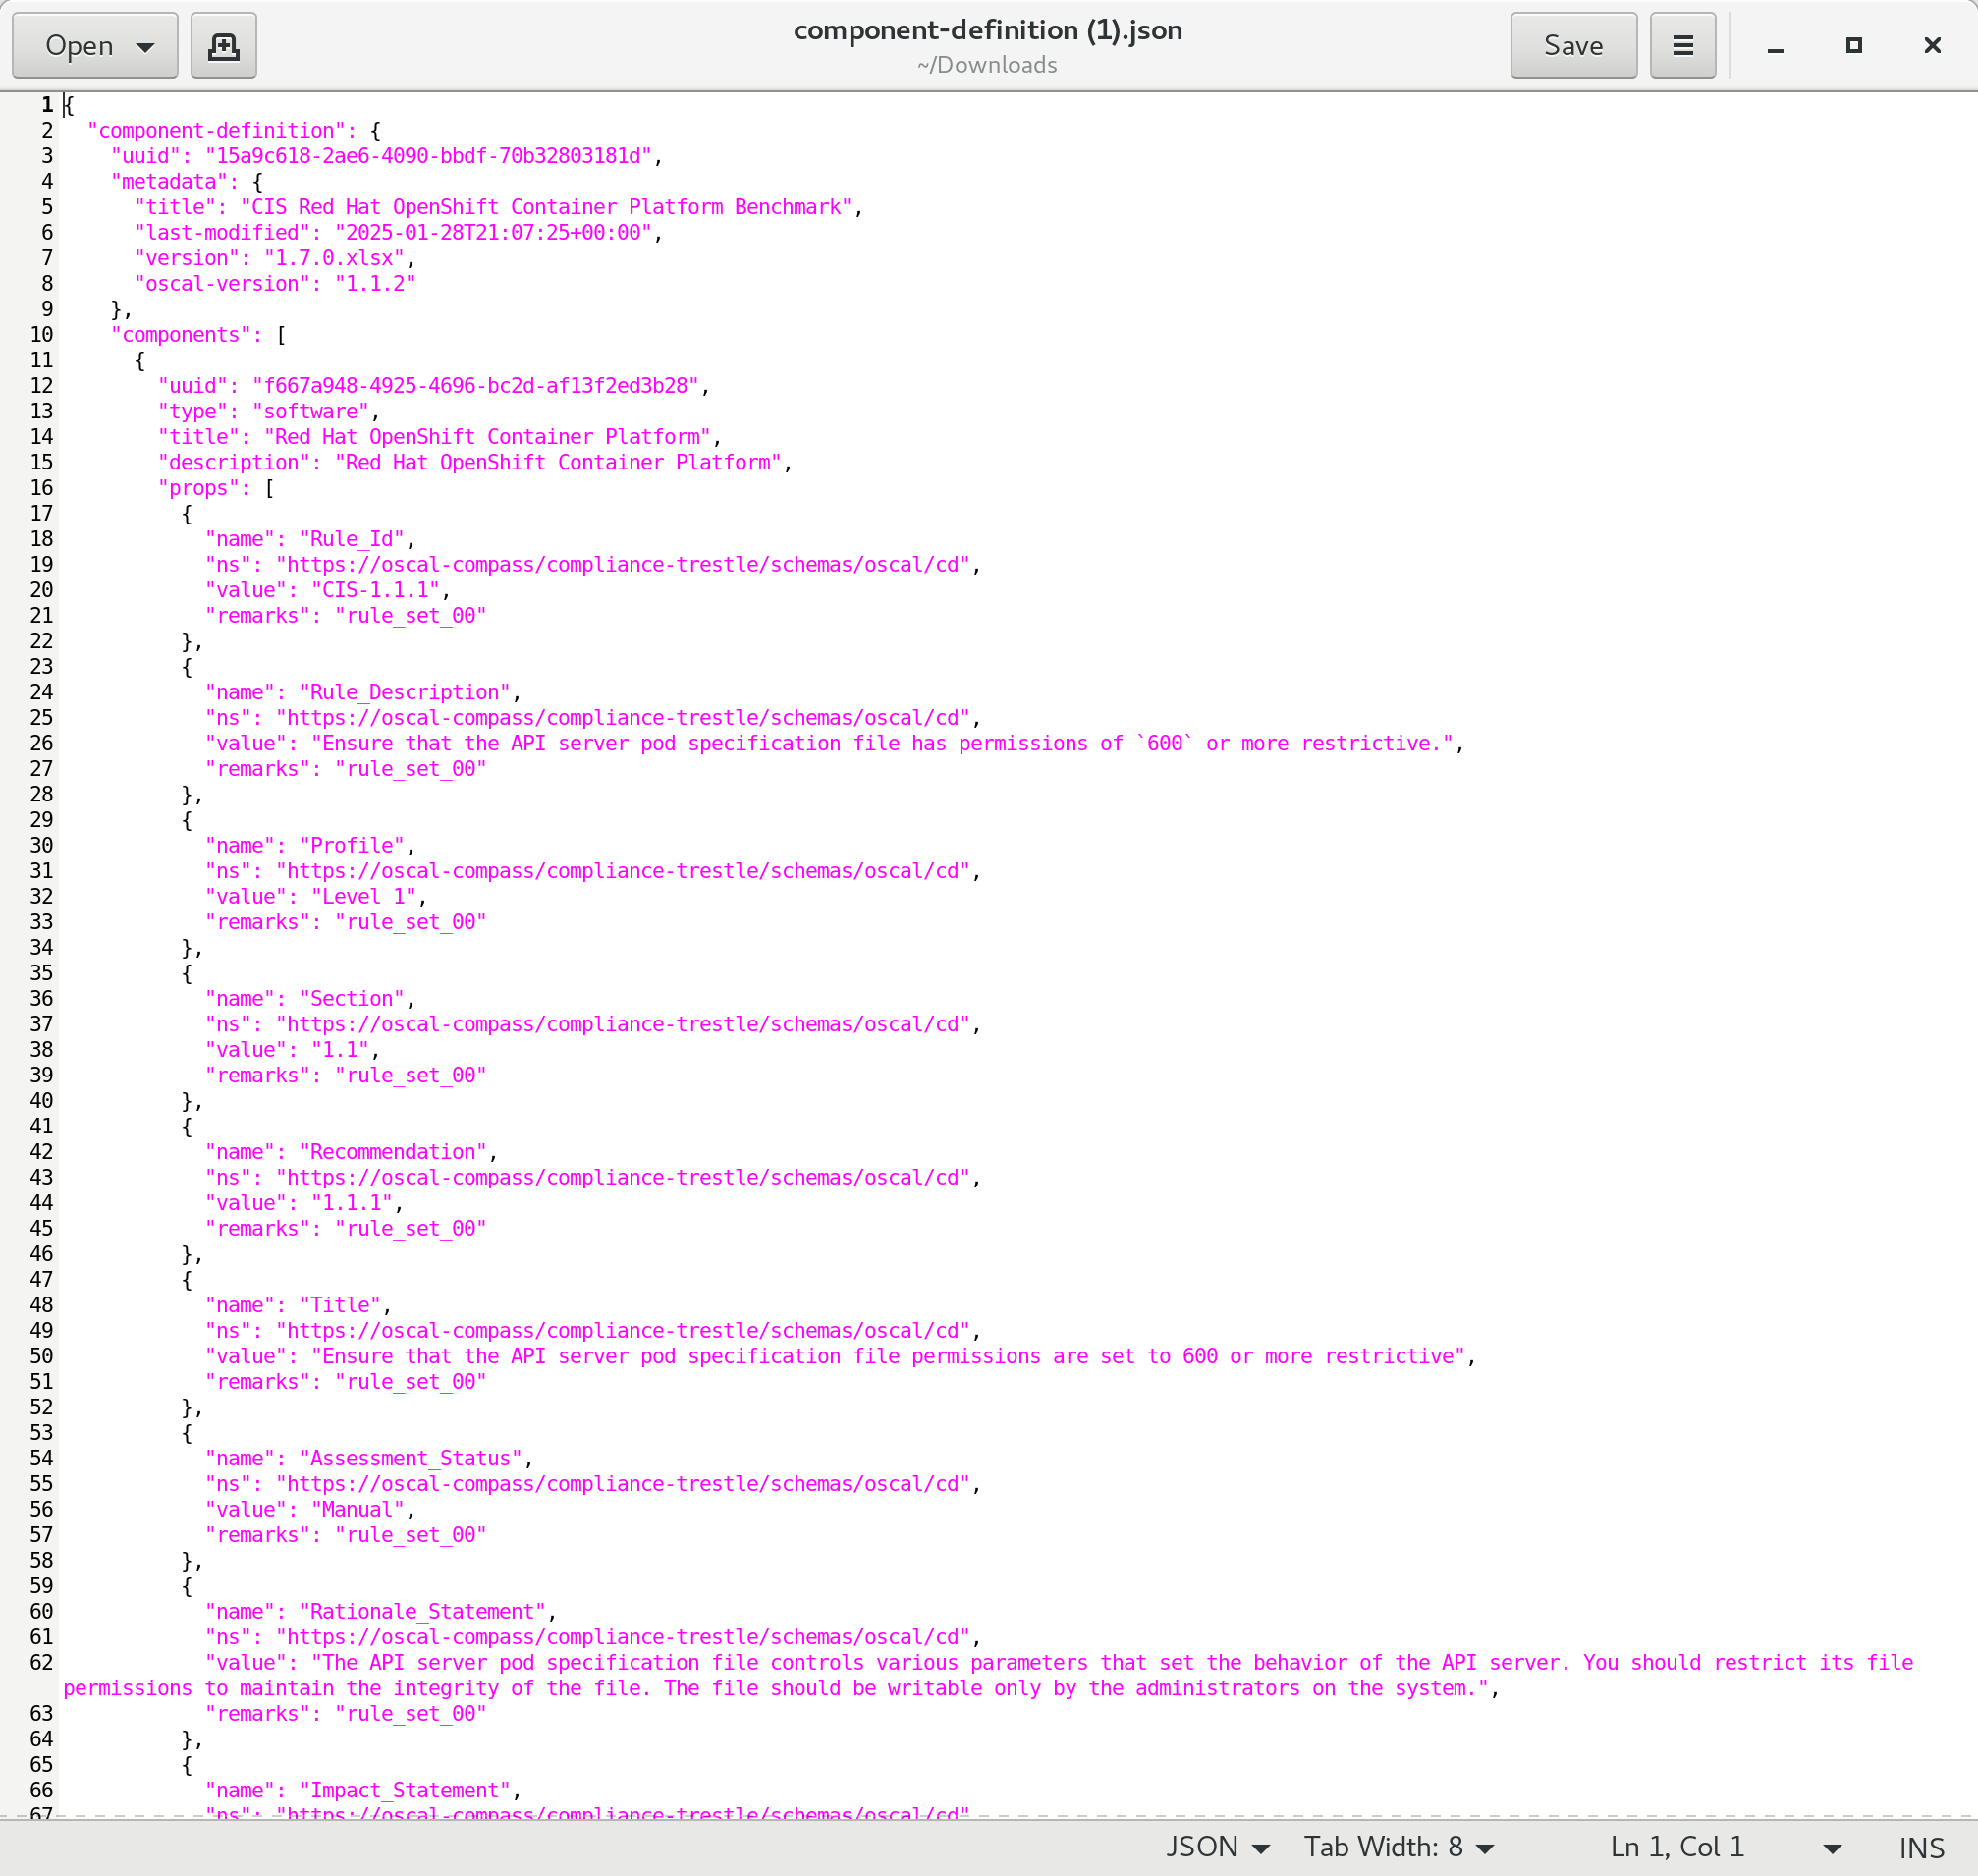 Open
component-definition (1).json
~/Downloads
Save
1 {
2   "component-definition": {
3     "uuid": "15a9c618-2ae6-4090-bbdf-70b32803181d",
4     "metadata": {
5       "title": "CIS Red Hat OpenShift Container Platform Benchmark",
6       "last-modified": "2025-01-28T21:07:25+00:00",
7       "version": "1.7.0.xlsx",
8       "oscal-version": "1.1.2"
9     },
10     "components": [
11       {
12         "uuid": "f667a948-4925-4696-bc2d-af13f2ed3b28",
13         "type": "software",
14         "title": "Red Hat OpenShift Container Platform",
15         "description": "Red Hat OpenShift Container Platform",
16         "props": [
17           {
18             "name": "Rule_Id",
19             "ns": "https://oscal-compass/compliance-trestle/schemas/oscal/cd",
20             "value": "CIS-1.1.1",
21             "remarks": "rule_set_00"
22           },
23           {
24             "name": "Rule_Description",
25             "ns": "https://oscal-compass/compliance-trestle/schemas/oscal/cd",
26             "value": "Ensure that the API server pod specification file has permissions of `600` or more restrictive.",
27             "remarks": "rule_set_00"
28           },
29           {
30             "name": "Profile",
31             "ns": "https://oscal-compass/compliance-trestle/schemas/oscal/cd",
32             "value": "Level 1",
33             "remarks": "rule_set_00"
34           },
35           {
36             "name": "Section",
37             "ns": "https://oscal-compass/compliance-trestle/schemas/oscal/cd",
38             "value": "1.1",
39             "remarks": "rule_set_00"
40           },
41           {
42             "name": "Recommendation",
43             "ns": "https://oscal-compass/compliance-trestle/schemas/oscal/cd",
44             "value": "1.1.1",
45             "remarks": "rule_set_00"
46           },
47           {
48             "name": "Title",
49             "ns": "https://oscal-compass/compliance-trestle/schemas/oscal/cd",
50             "value": "Ensure that the API server pod specification file permissions are set to 600 or more restrictive",
51             "remarks": "rule_set_00"
52           },
53           {
54             "name": "Assessment_Status",
55             "ns": "https://oscal-compass/compliance-trestle/schemas/oscal/cd",
56             "value": "Manual",
57             "remarks": "rule_set_00"
58           },
59           {
60             "name": "Rationale_Statement",
61             "ns": "https://oscal-compass/compliance-trestle/schemas/oscal/cd",
62             "value": "The API server pod specification file controls various parameters that set the behavior of the API server. You should restrict its file
permissions to maintain the integrity of the file. The file should be writable only by the administrators on the system.",
63             "remarks": "rule_set_00"
64           },
65           {
66             "name": "Impact_Statement",
67             "ns": "https://oscal-compass/compliance-trestle/schemas/oscal/cd"
JSON
Tab Width: 8
Ln 1, Col 1
INS